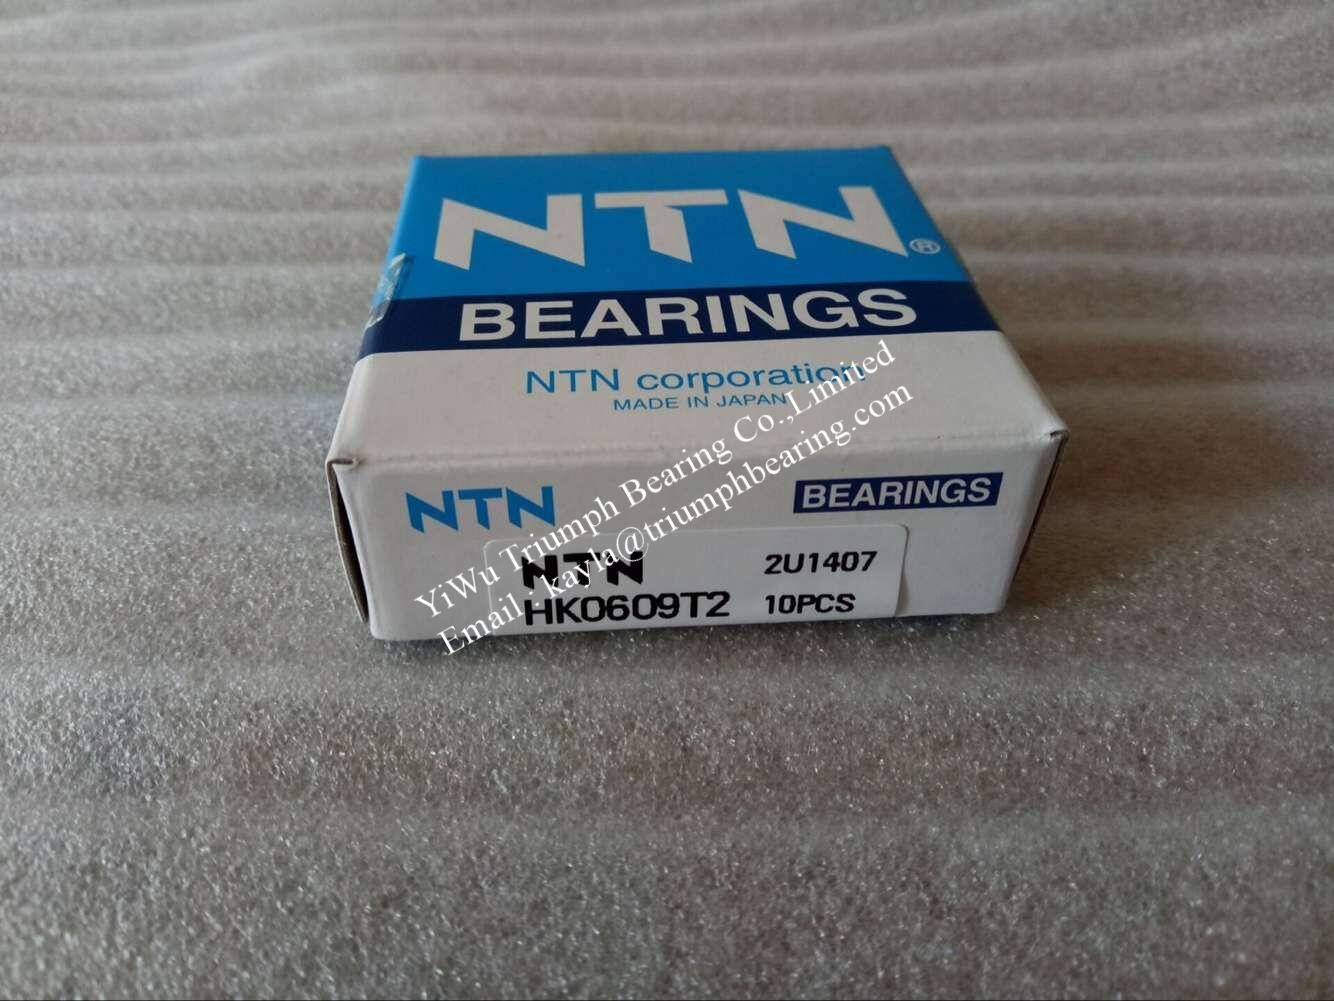 NTN®
BEARINGS
NTN corporation
MADE IN JAPAN
NTN
BEARINGS
NTN 2U1407
HK0609T2 10PCS
YiWu Triumph Bearing Co.,Limited
Email : kayla@triumphbearing.com